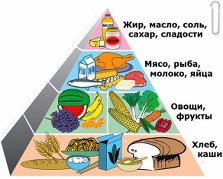 Жир, масло, соль,
сахар, сладости
Мясо, рыба,
молоко, яйца
Овощи,
фрукты
Хлеб,
каши